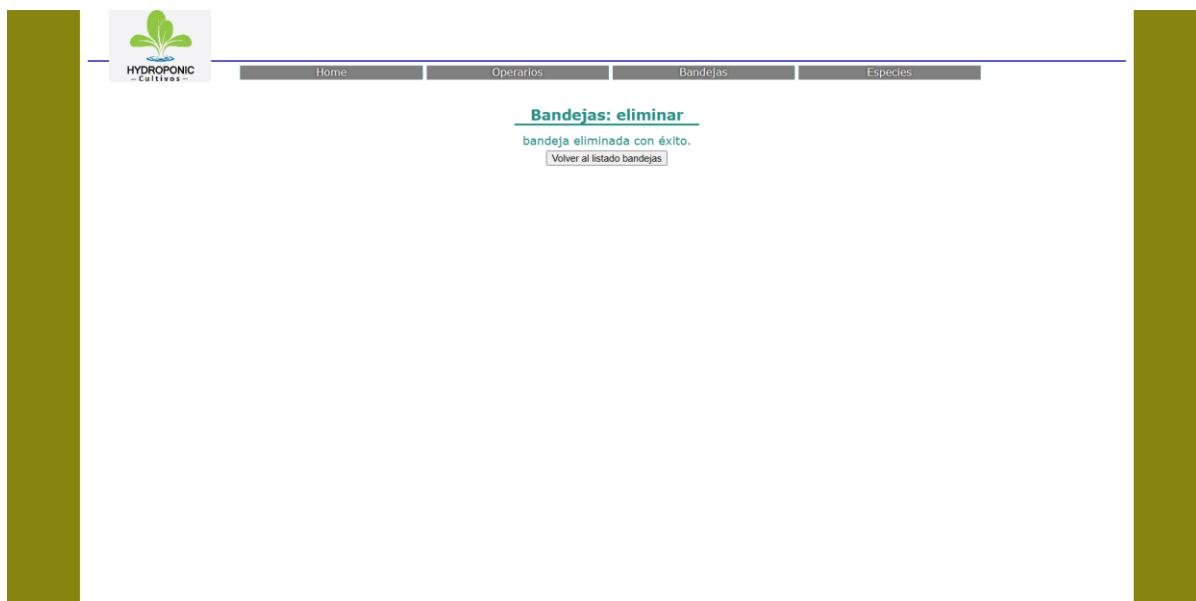 HYDROPONIC
– Cultivos –
Home Operarios Bandejas Especies
Bandejas: eliminar
bandeja eliminada con éxito.
Volver al listado bandejas